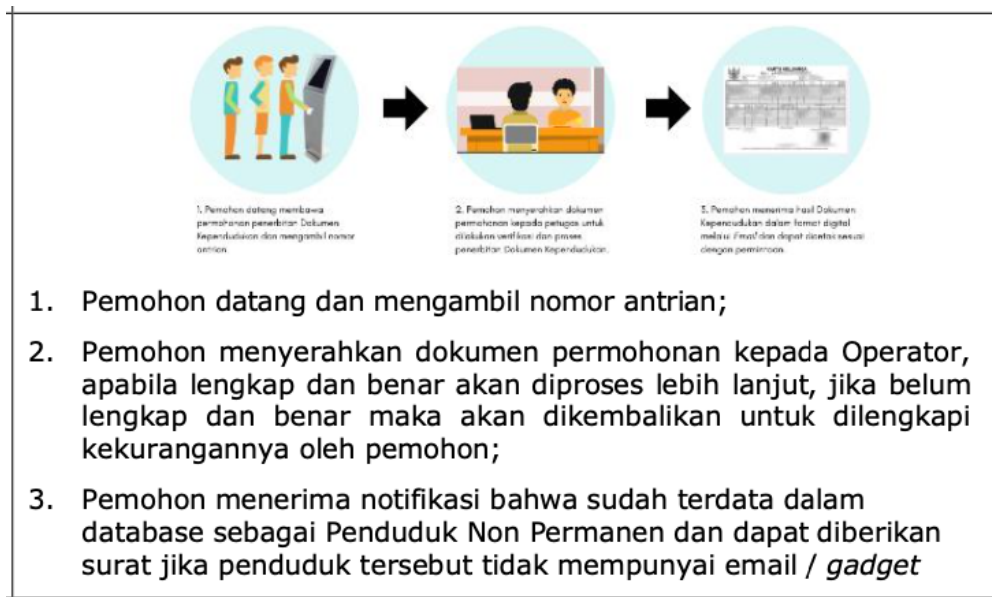 1. Pemohon datang membawa
permohonan penerbitan Dokumen
Kependudukan dan mengambil nomor
antrian
2. Pemohon menyerahkan dokumen
permohonan kepada petugas untuk
dilakukan verifikasi dan proses
penerbitan Dokumen Kependudukan.
3. Pemohon menerima hasil Dokumen
Kependudukan dalam format digital
melalui Email dan dapat dicetak sesuai
dengan permintaan.
KARTU KELUARGA
1. Pemohon datang dan mengambil nomor antrian;
2. Pemohon menyerahkan dokumen permohonan kepada Operator,
apabila lengkap dan benar akan diproses lebih lanjut, jika belum
lengkap dan benar maka akan dikembalikan untuk dilengkapi
kekurangannya oleh pemohon;
3. Pemohon menerima notifikasi bahwa sudah terdata dalam
database sebagai Penduduk Non Permanen dan dapat diberikan
surat jika penduduk tersebut tidak mempunyai email / gadget